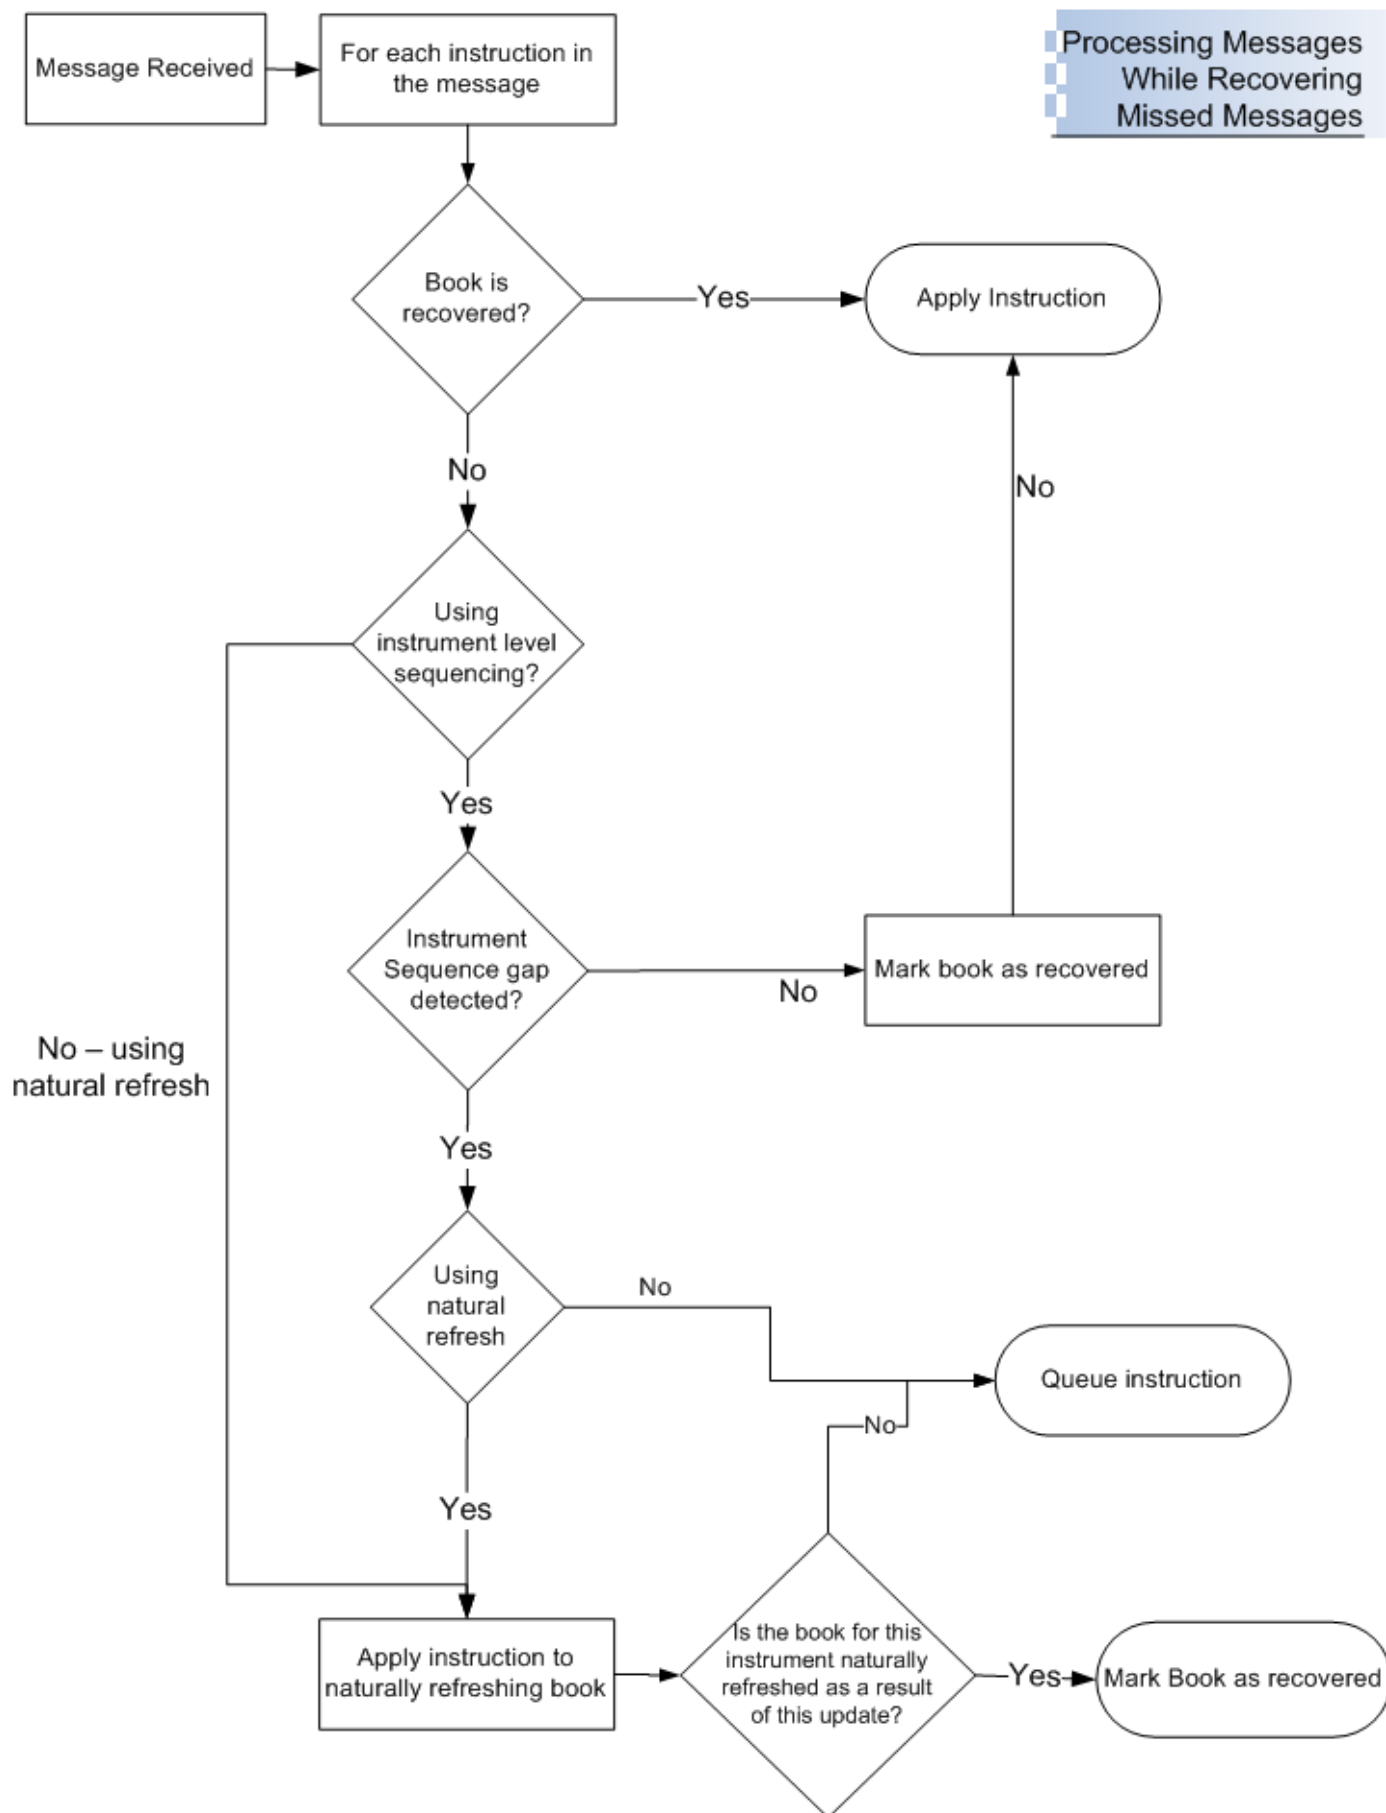 Message Received
For each instruction in
the message
Processing Messages
While Recovering
Missed Messages
Book is
recovered?
Yes
Apply Instruction
No
No
Using
instrument level
sequencing?
Yes
Instrument
Sequence gap
detected?
No
Mark book as recovered
No – using
natural refresh
Yes
Using
natural
refresh
No
Queue instruction
No
Yes
Apply instruction to
naturally refreshing book
Is the book for this
instrument naturally
refreshed as a result
of this update?
Yes
Mark Book as recovered